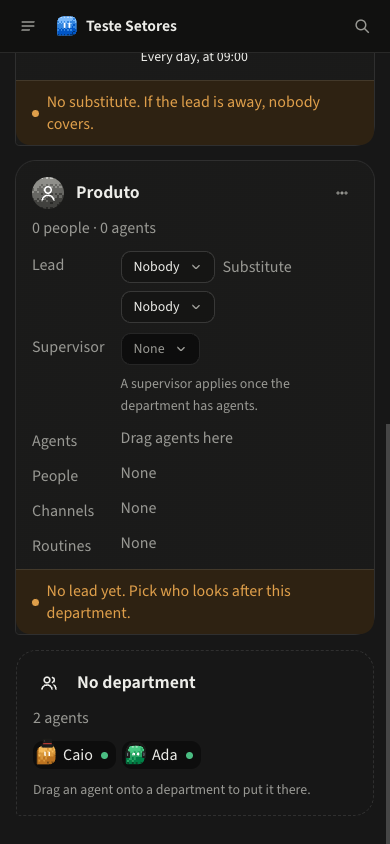 Teste Setores
Every day, at 09:00
No substitute. If the lead is away, nobody
covers.
Produto
0 people · 0 agents
Lead
Nobody
Substitute
Nobody
Supervisor
None
A supervisor applies once the
department has agents.
Agents
Drag agents here
People
None
Channels
None
Routines
None
No lead yet. Pick who looks after this
department.
No department
2 agents
Caio
Ada
Drag an agent onto a department to put it there.